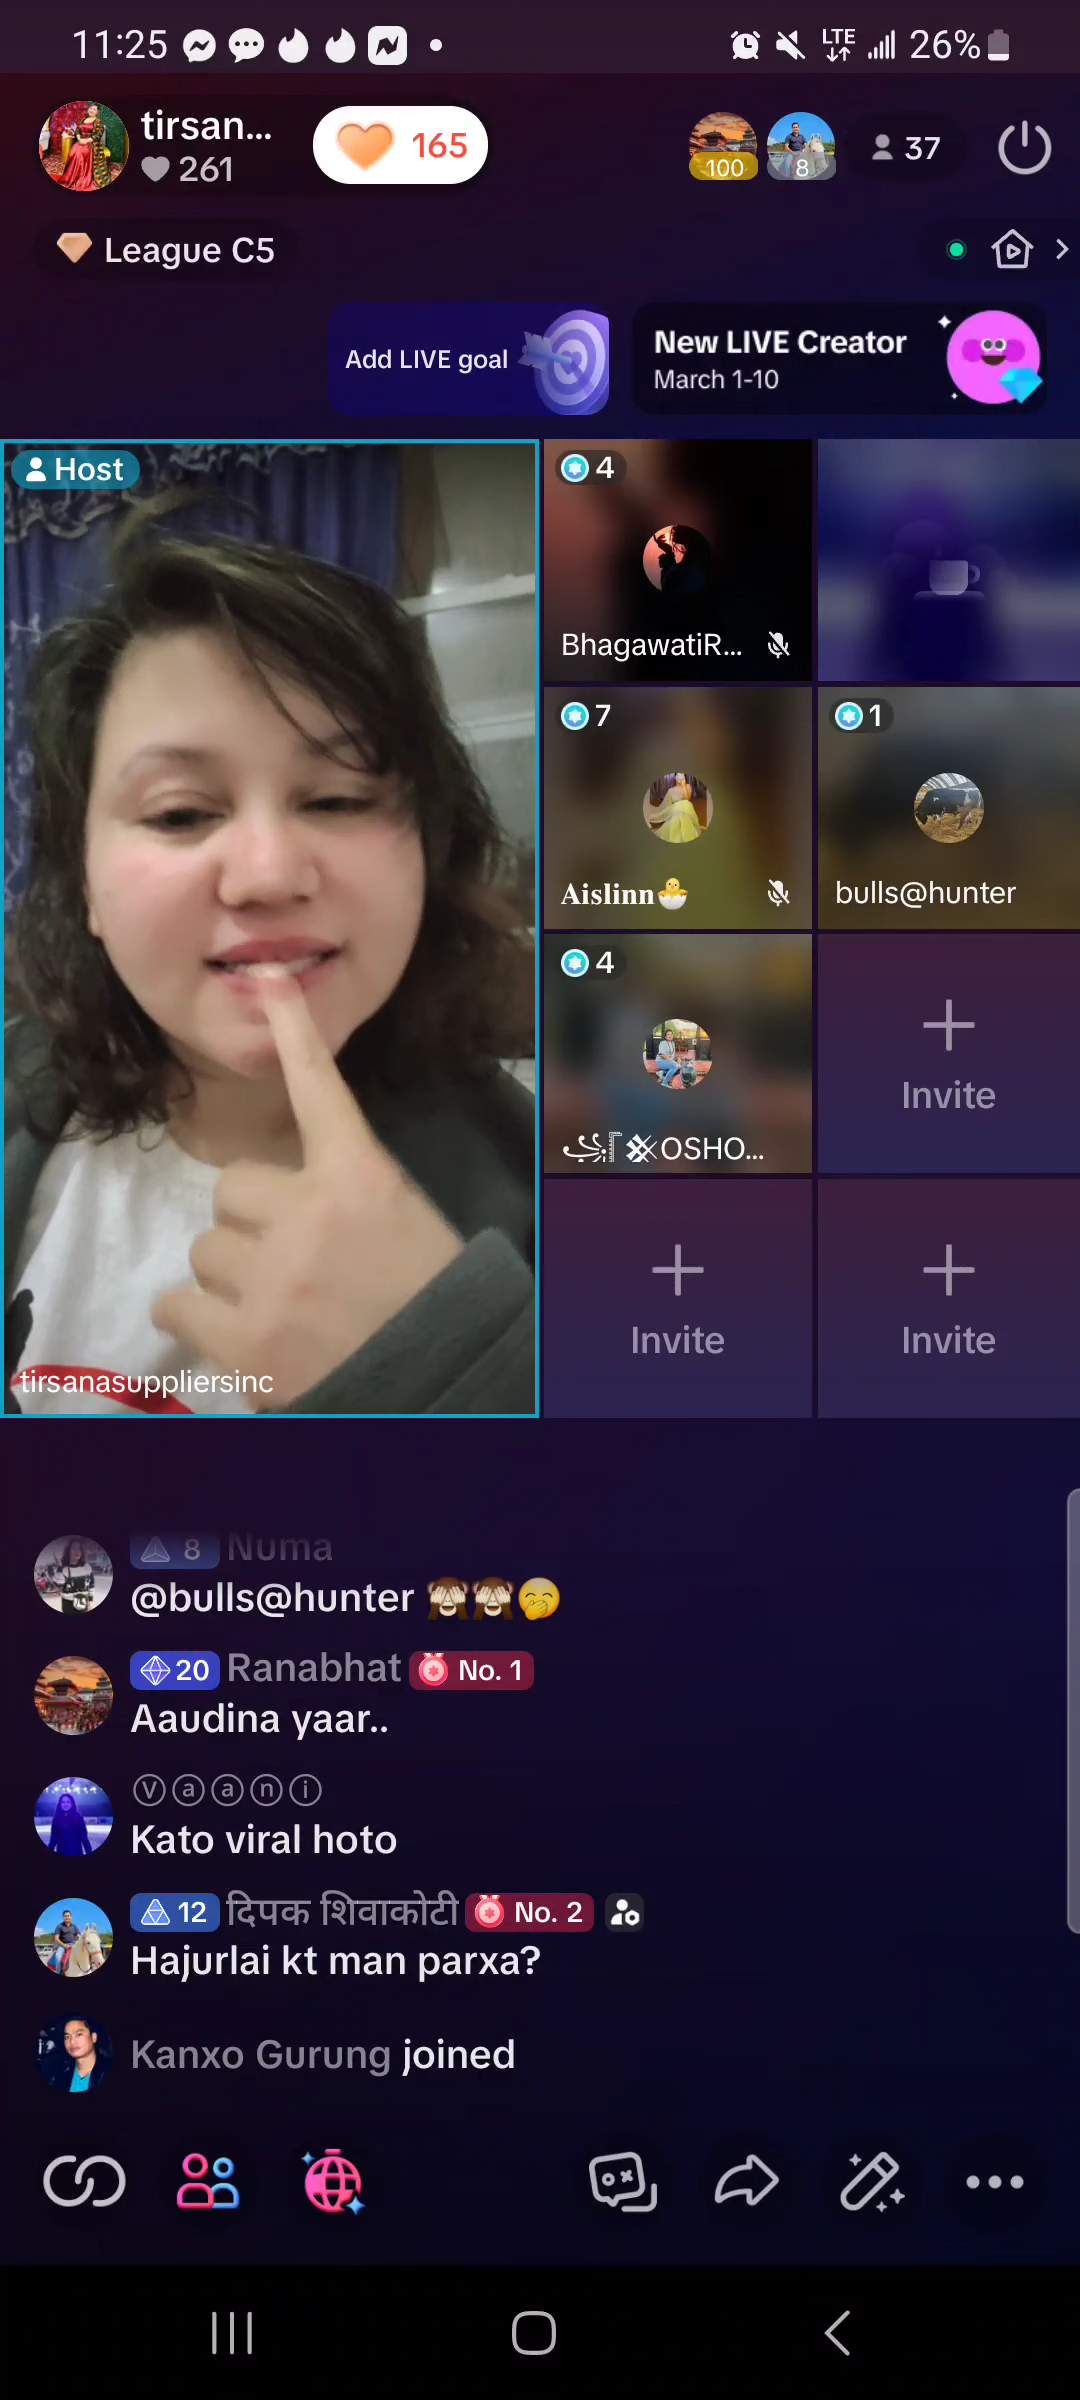 11:25
LTE
26%
tirsan...
261
165
100
8
37
League C5
Add LIVE goal
New LIVE Creator
March 1-10
Host
tirsanasuppliersinc
4
BhagawatiR...
7
Aislinn🐣
1
bulls@hunter
4
OSHO...
Invite
Invite
Invite
8 Numa
@bulls@hunter 🙈🙈🤭
20 Ranabhat No. 1
Aaudina yaar..
Ⓥⓐⓐⓝⓘ
Kato viral hoto
12 दिपक शिवाकोटी No. 2
Hajurlai kt man parxa?
Kanxo Gurung joined